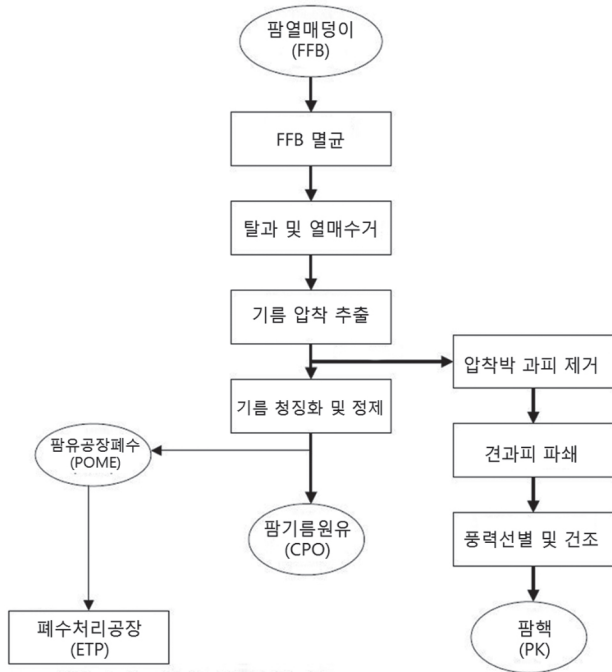 팜열매덩이
(FFB)
FFB 멸균
탈과 및 열매수거
기름 압착 추출
압착박 과피 제거
기름 청징화 및 정제
팜유공장폐수
(POME)
견과피 파쇄
팜기름원유
(CPO)
풍력선별 및 건조
폐수처리공장
(ETP)
팜핵
(PK)